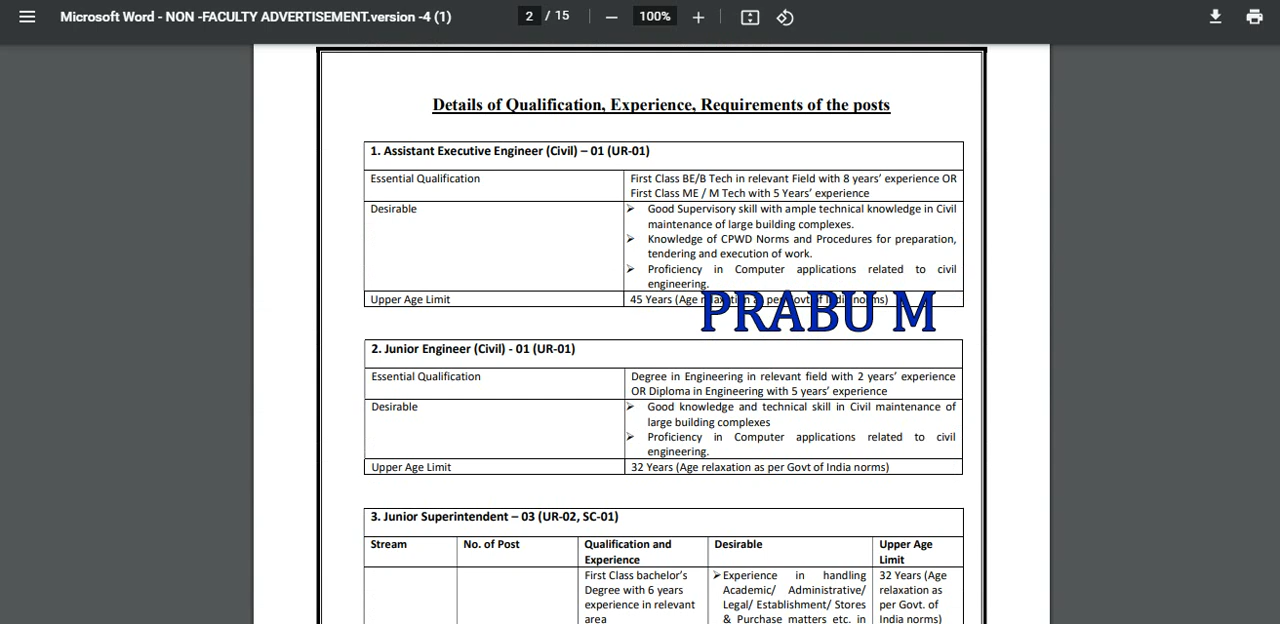 Microsoft Word - NON -FACULTY ADVERTISEMENT.version -4 (1)
2 / 15
100%
Details of Qualification, Experience, Requirements of the posts
1. Assistant Executive Engineer (Civil) – 01 (UR-01)
Essential Qualification
First Class BE/B Tech in relevant Field with 8 years’ experience OR
First Class ME / M Tech with 5 Years’ experience
Desirable
➢ Good Supervisory skill with ample technical knowledge in Civil
maintenance of large building complexes.
➢ Knowledge of CPWD Norms and Procedures for preparation,
tendering and execution of work.
➢ Proficiency in Computer applications related to civil
engineering.
Upper Age Limit
45 Years (Age relaxation as per Govt of India norms)
PRABU M
2. Junior Engineer (Civil) - 01 (UR-01)
Essential Qualification
Degree in Engineering in relevant field with 2 years’ experience
OR Diploma in Engineering with 5 years’ experience
Desirable
➢ Good knowledge and technical skill in Civil maintenance of
large building complexes
➢ Proficiency in Computer applications related to civil
engineering.
Upper Age Limit
32 Years (Age relaxation as per Govt of India norms)
3. Junior Superintendent – 03 (UR-02, SC-01)
Stream
No. of Post
Qualification and
Experience
Desirable
Upper Age
Limit
First Class bachelor’s
Degree with 6 years
experience in relevant
area
➢Experience in handling
Academic/ Administrative/
Legal/ Establishment/ Stores
& Purchase matters etc. in
32 Years (Age
relaxation as
per Govt. of
India norms)